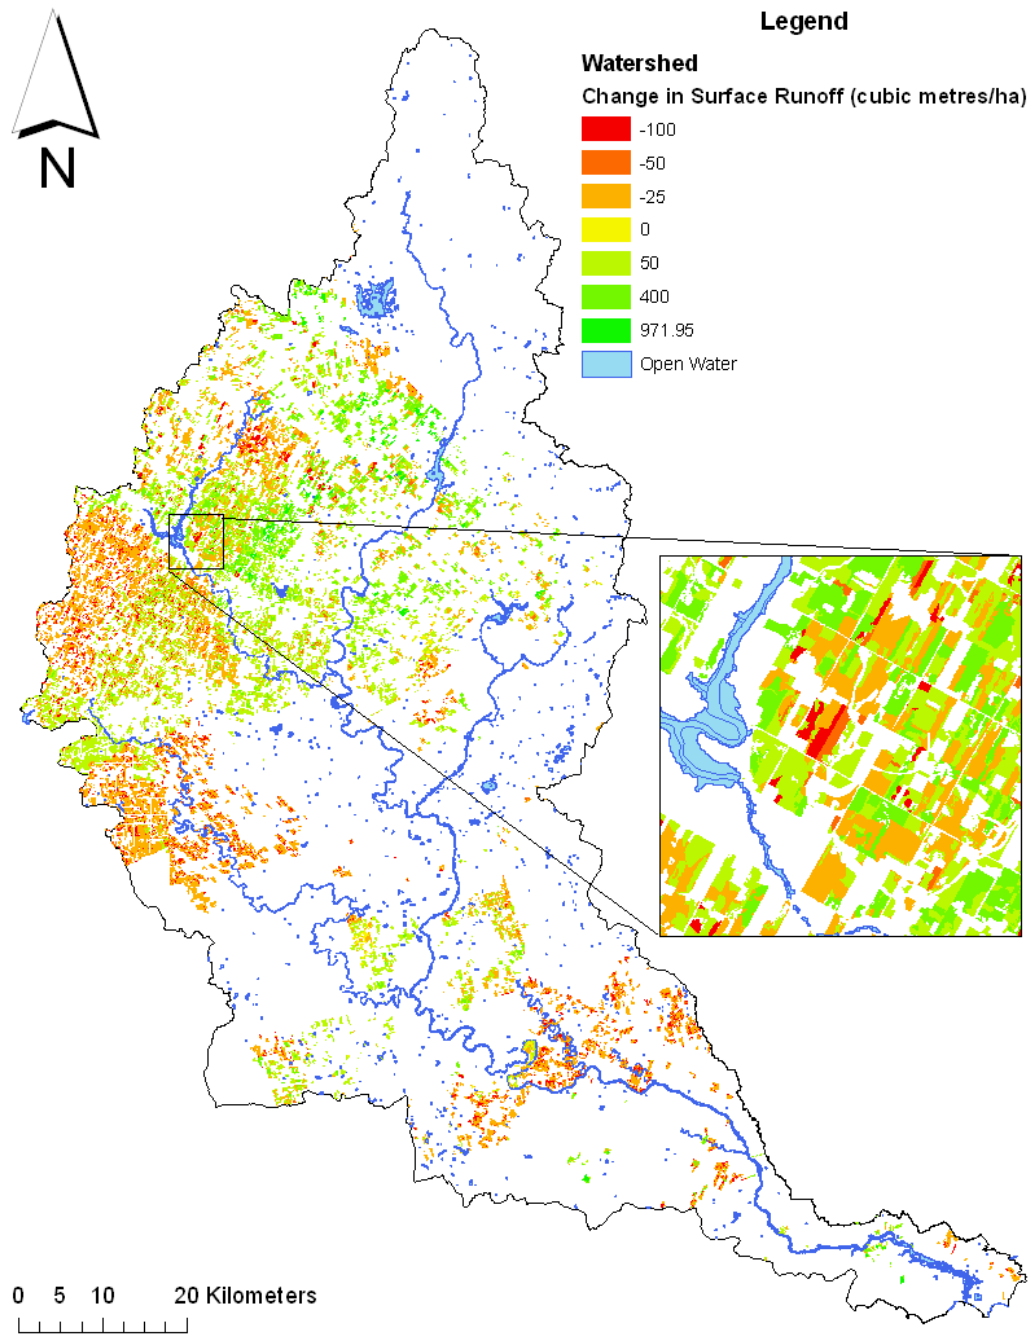 Legend
Watershed
Change in Surface Runoff (cubic metres/ha)
-100
-50
-25
0
50
400
971.95
Open Water
N
0 5 10 20 Kilometers